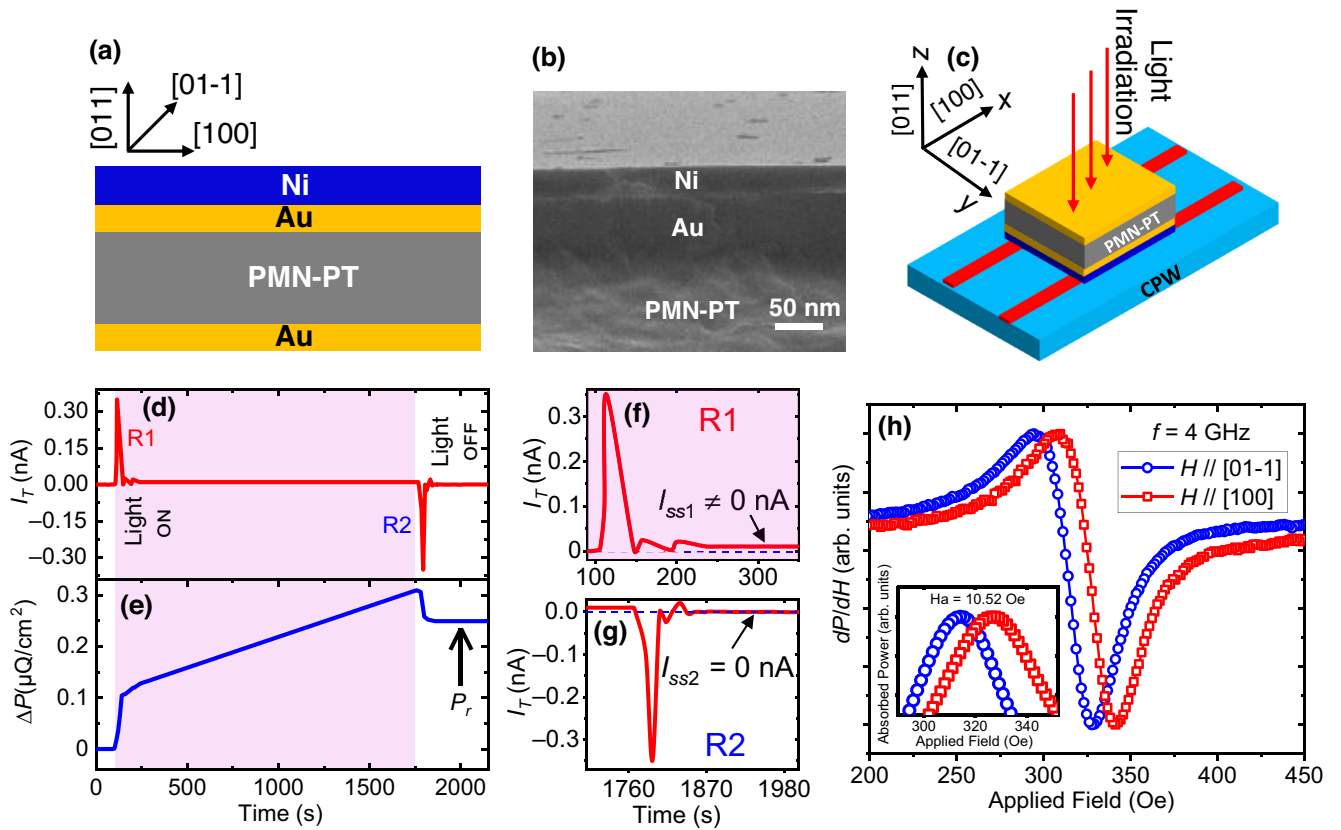 (a)
[011]
[01-1]
[100]
Ni
Au
PMN-PT
Au
(b)
Ni
Au
PMN-PT
50 nm
(c)
z
[011]
[100]
x
[01-1]
y
Light
Irradiation
PMN-PT
CPW
(d)
I_T (nA)
0.30
0.15
0.00
−0.15
−0.30
R1
Light
ON
R2
Light
OFF
(e)
ΔP(μQ/cm²)
0.3
0.2
0.1
0
P_r
0 500 1000 1500 2000
Time (s)
(f)
I_T (nA)
0.3
0.2
0.1
0
R1
I_ss1 ≠ 0 nA
100 200 300
(g)
I_T (nA)
0.0
−0.1
−0.2
−0.3
I_ss2 = 0 nA
R2
1760 1870 1980
Time (s)
(h)
f = 4 GHz
H // [01-1]
H // [100]
dP/dH (arb. units)
Ha = 10.52 Oe
Absorbed Power (arb. units)
300 320 340
Applied Field (Oe)
200 250 300 350 400 450
Applied Field (Oe)